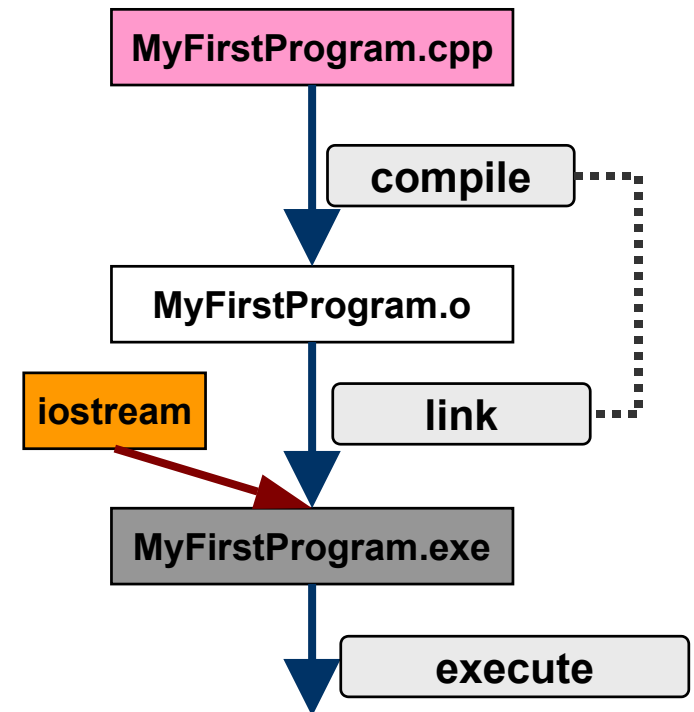 MyFirstProgram.cpp
compile
MyFirstProgram.o
iostream
link
MyFirstProgram.exe
execute